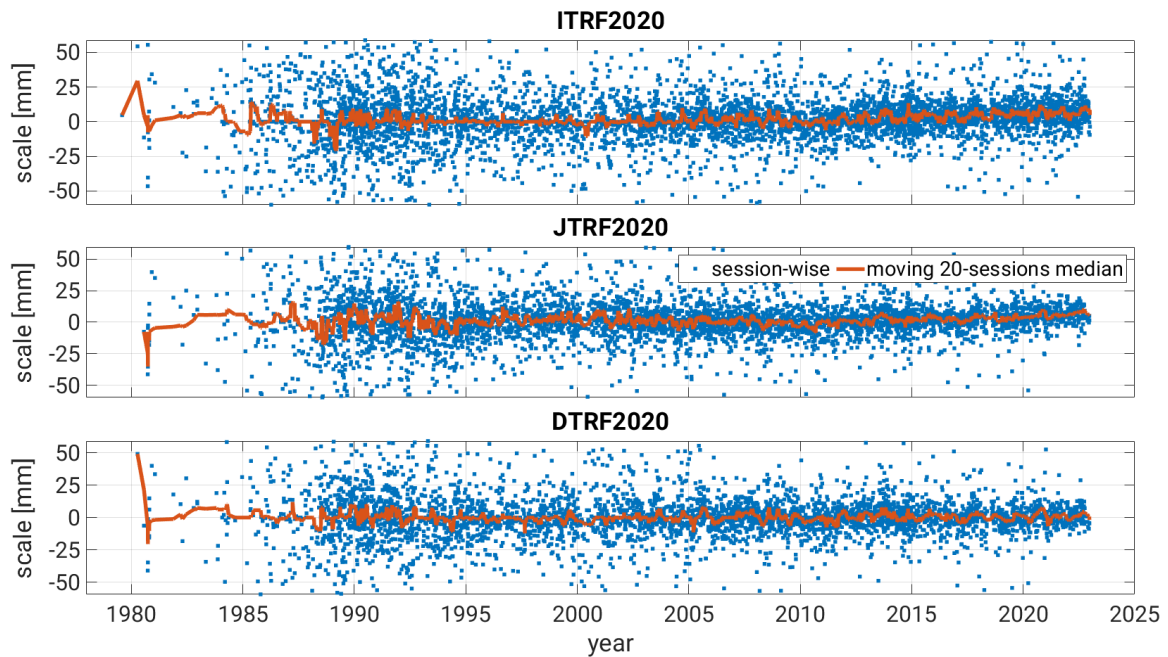 ITRF2020
50
25
0
-25
-50
scale [mm]
JTRF2020
50
25
0
-25
-50
scale [mm]
session-wise moving 20-sessions median
DTRF2020
50
25
0
-25
-50
scale [mm]
1980 1985 1990 1995 2000 2005 2010 2015 2020 2025
year